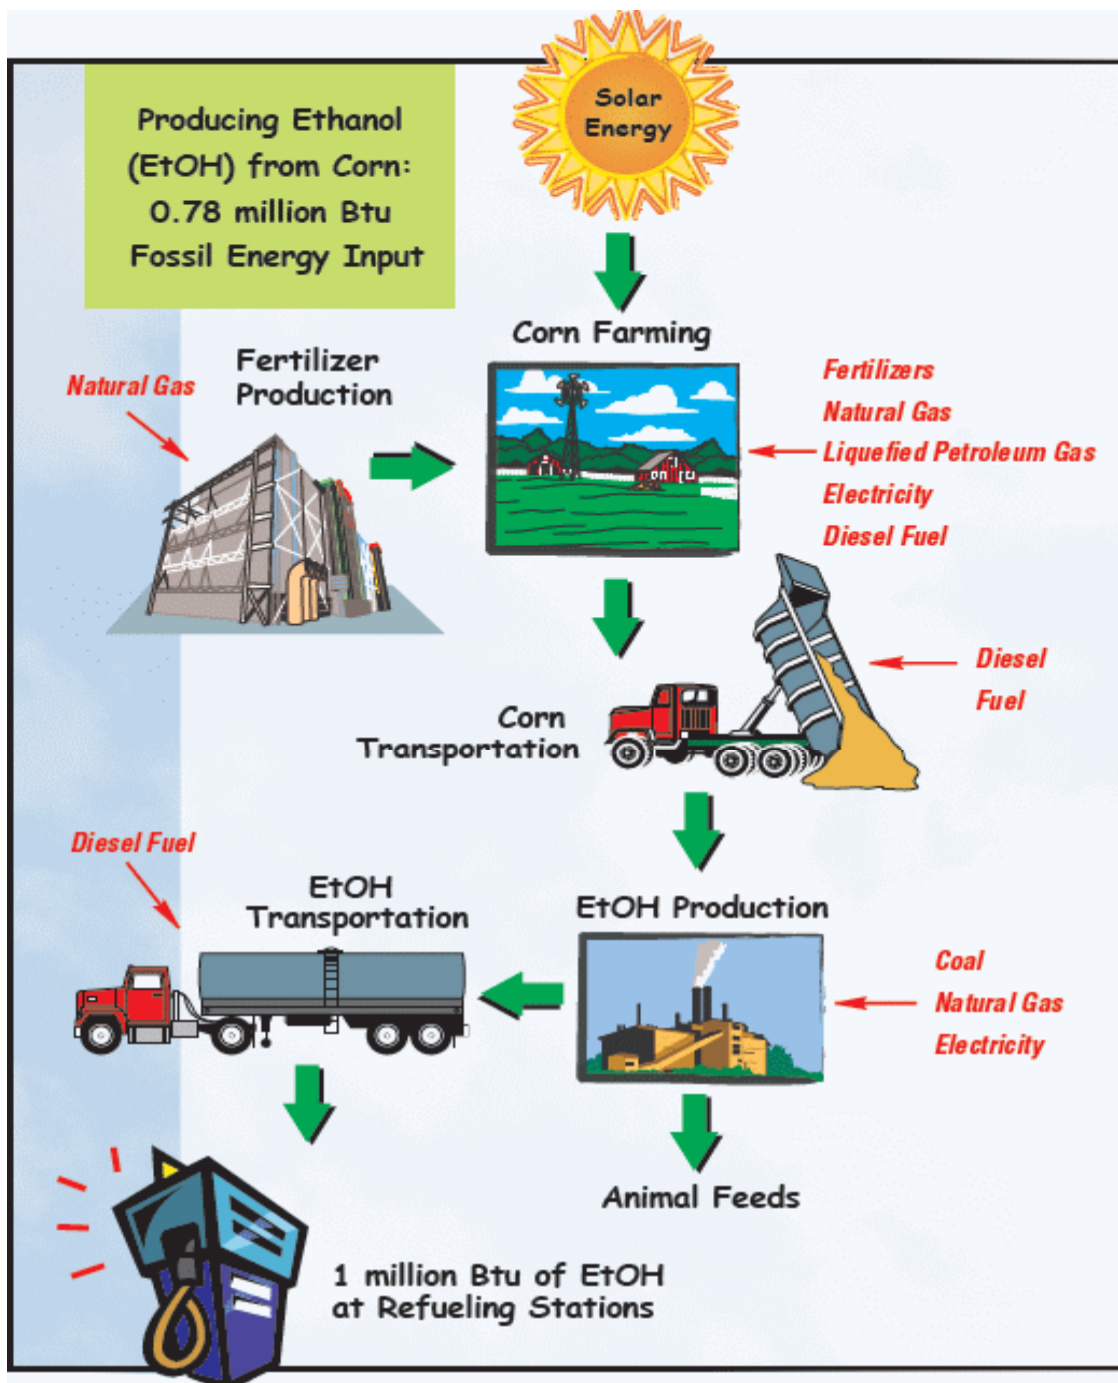 Solar
Energy
Producing Ethanol
(EtOH) from Corn:
0.78 million Btu
Fossil Energy Input
Corn Farming
Fertilizer
Production
Natural Gas
Fertilizers
Natural Gas
Liquefied Petroleum Gas
Electricity
Diesel Fuel
Diesel
Fuel
Corn
Transportation
Diesel Fuel
EtOH
Transportation
EtOH Production
Coal
Natural Gas
Electricity
Animal Feeds
1 million Btu of EtOH
at Refueling Stations